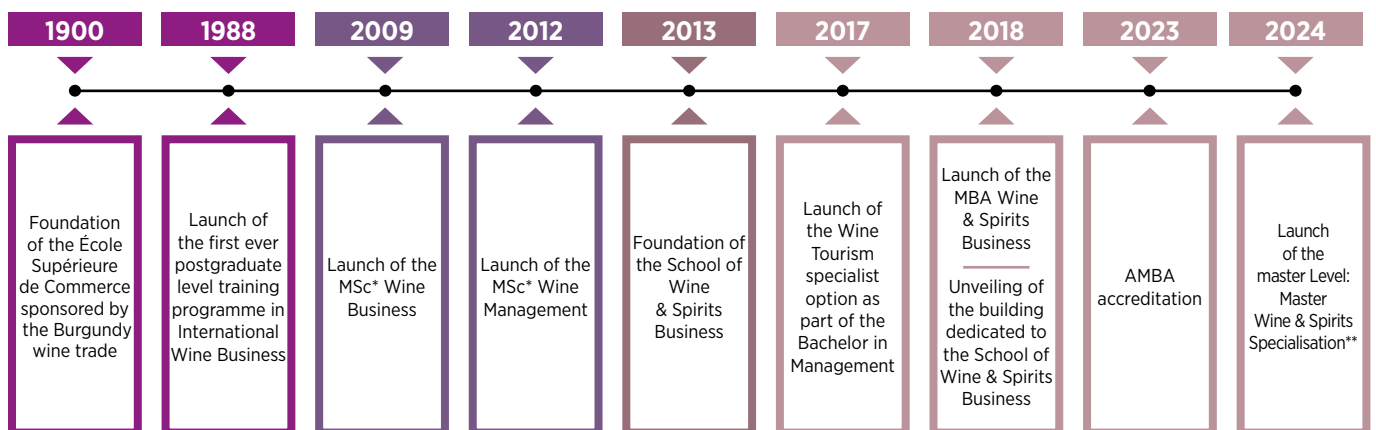 1900
1988
2009
2012
2013
2017
2018
2023
2024
Foundation
of the École
Supérieure
de Commerce
sponsored by
the Burgundy
wine trade
Launch of
the first ever
postgraduate
level training
programme in
International
Wine Business
Launch of the
MSc* Wine
Business
Launch of the
MSc* Wine
Management
Foundation of
the School of
Wine
& Spirits
Business
Launch of
the Wine
Tourism
specialist
option as
part of the
Bachelor in
Management
Launch of the
MBA Wine
& Spirits
Business
Unveiling of
the building
dedicated to
the School of
Wine & Spirits
Business
AMBA
accreditation
Launch
of the
master Level:
Master
Wine & Spirits
Specialisation**